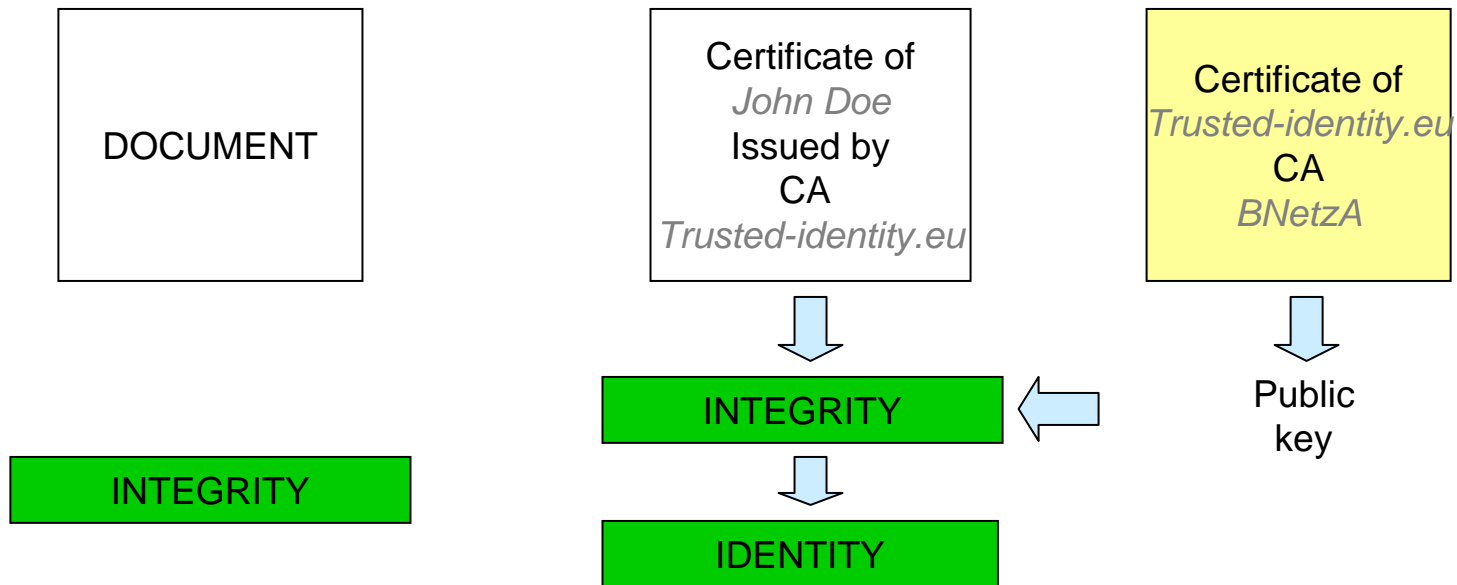 DOCUMENT
Certificate of
John Doe
Issued by
CA
Trusted-identity.eu
Certificate of
Trusted-identity.eu
CA
BNetzA
INTEGRITY
Public
key
INTEGRITY
IDENTITY